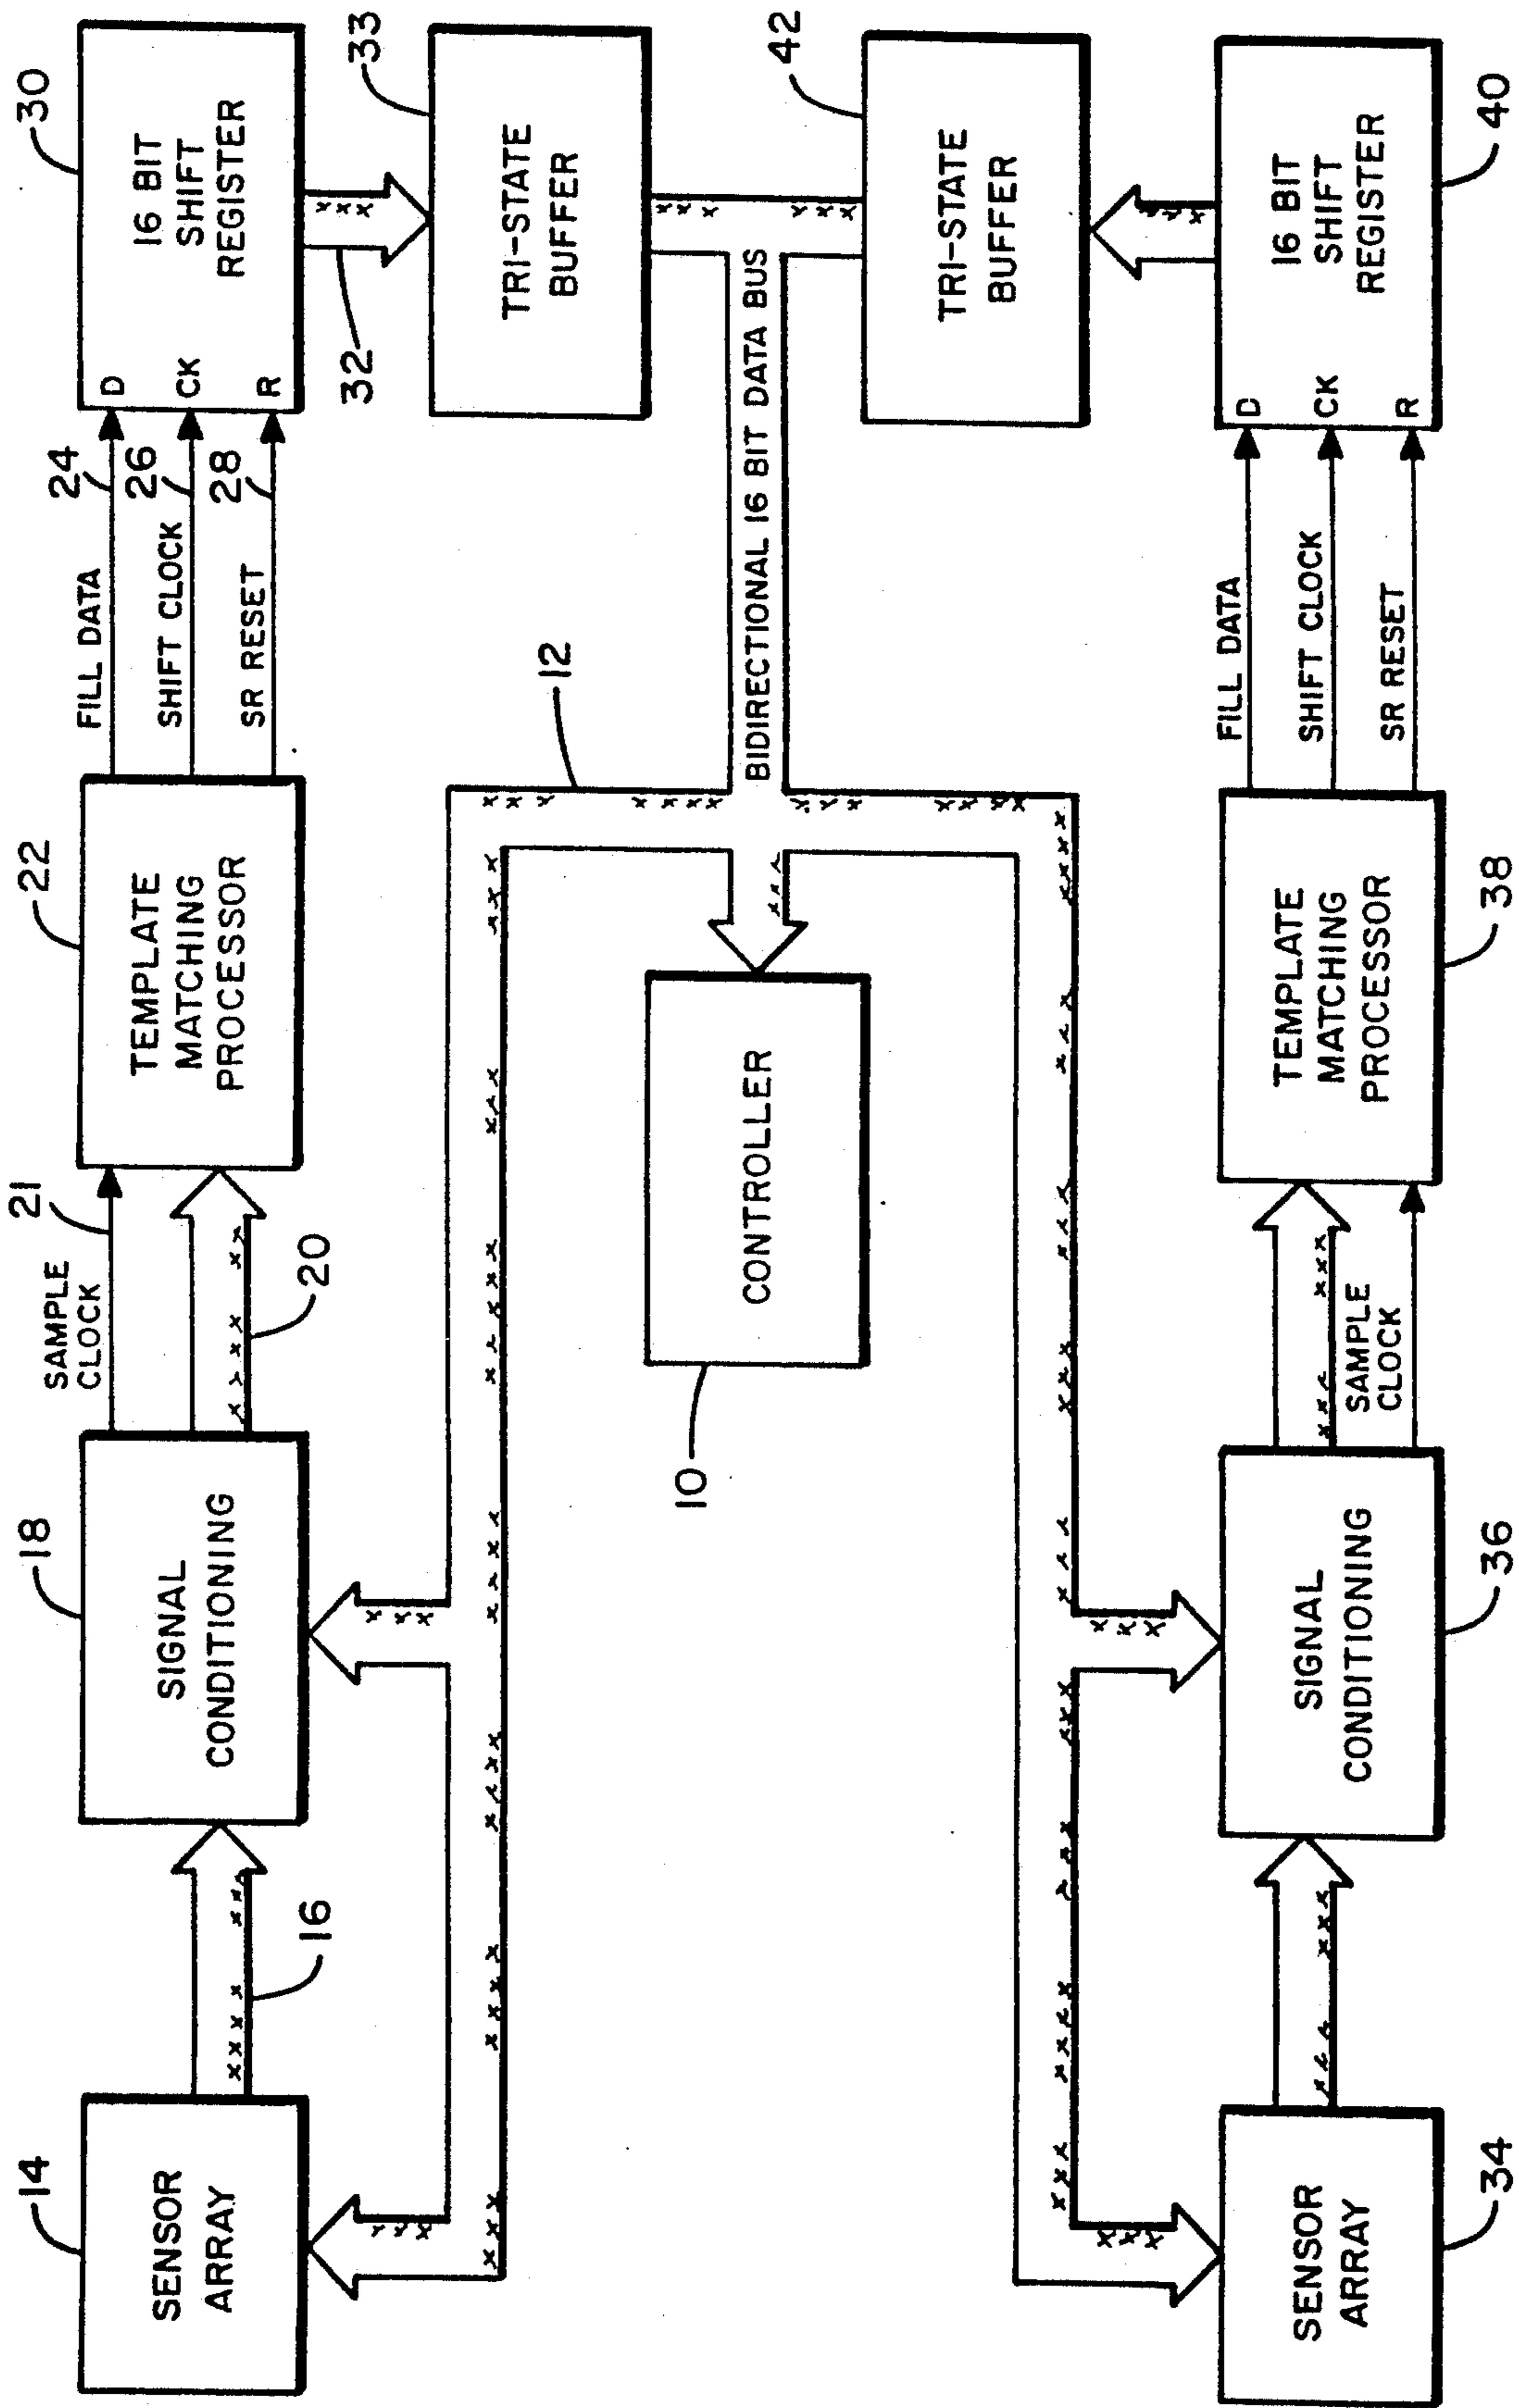 14
SENSOR
ARRAY
16
18
SIGNAL
CONDITIONING
SAMPLE
CLOCK
21
20
22
TEMPLATE
MATCHING
PROCESSOR
FILL DATA
24
SHIFT CLOCK
26
SR RESET
28
30
D
CK
R
16 BIT
SHIFT
REGISTER
32
33
TRI-STATE
BUFFER
12
BIDIRECTIONAL 16 BIT DATA BUS
10
CONTROLLER
42
TRI-STATE
BUFFER
34
SENSOR
ARRAY
36
SIGNAL
CONDITIONING
SAMPLE
CLOCK
38
TEMPLATE
MATCHING
PROCESSOR
FILL DATA
SHIFT CLOCK
SR RESET
D
CK
R
16 BIT
SHIFT
REGISTER
40